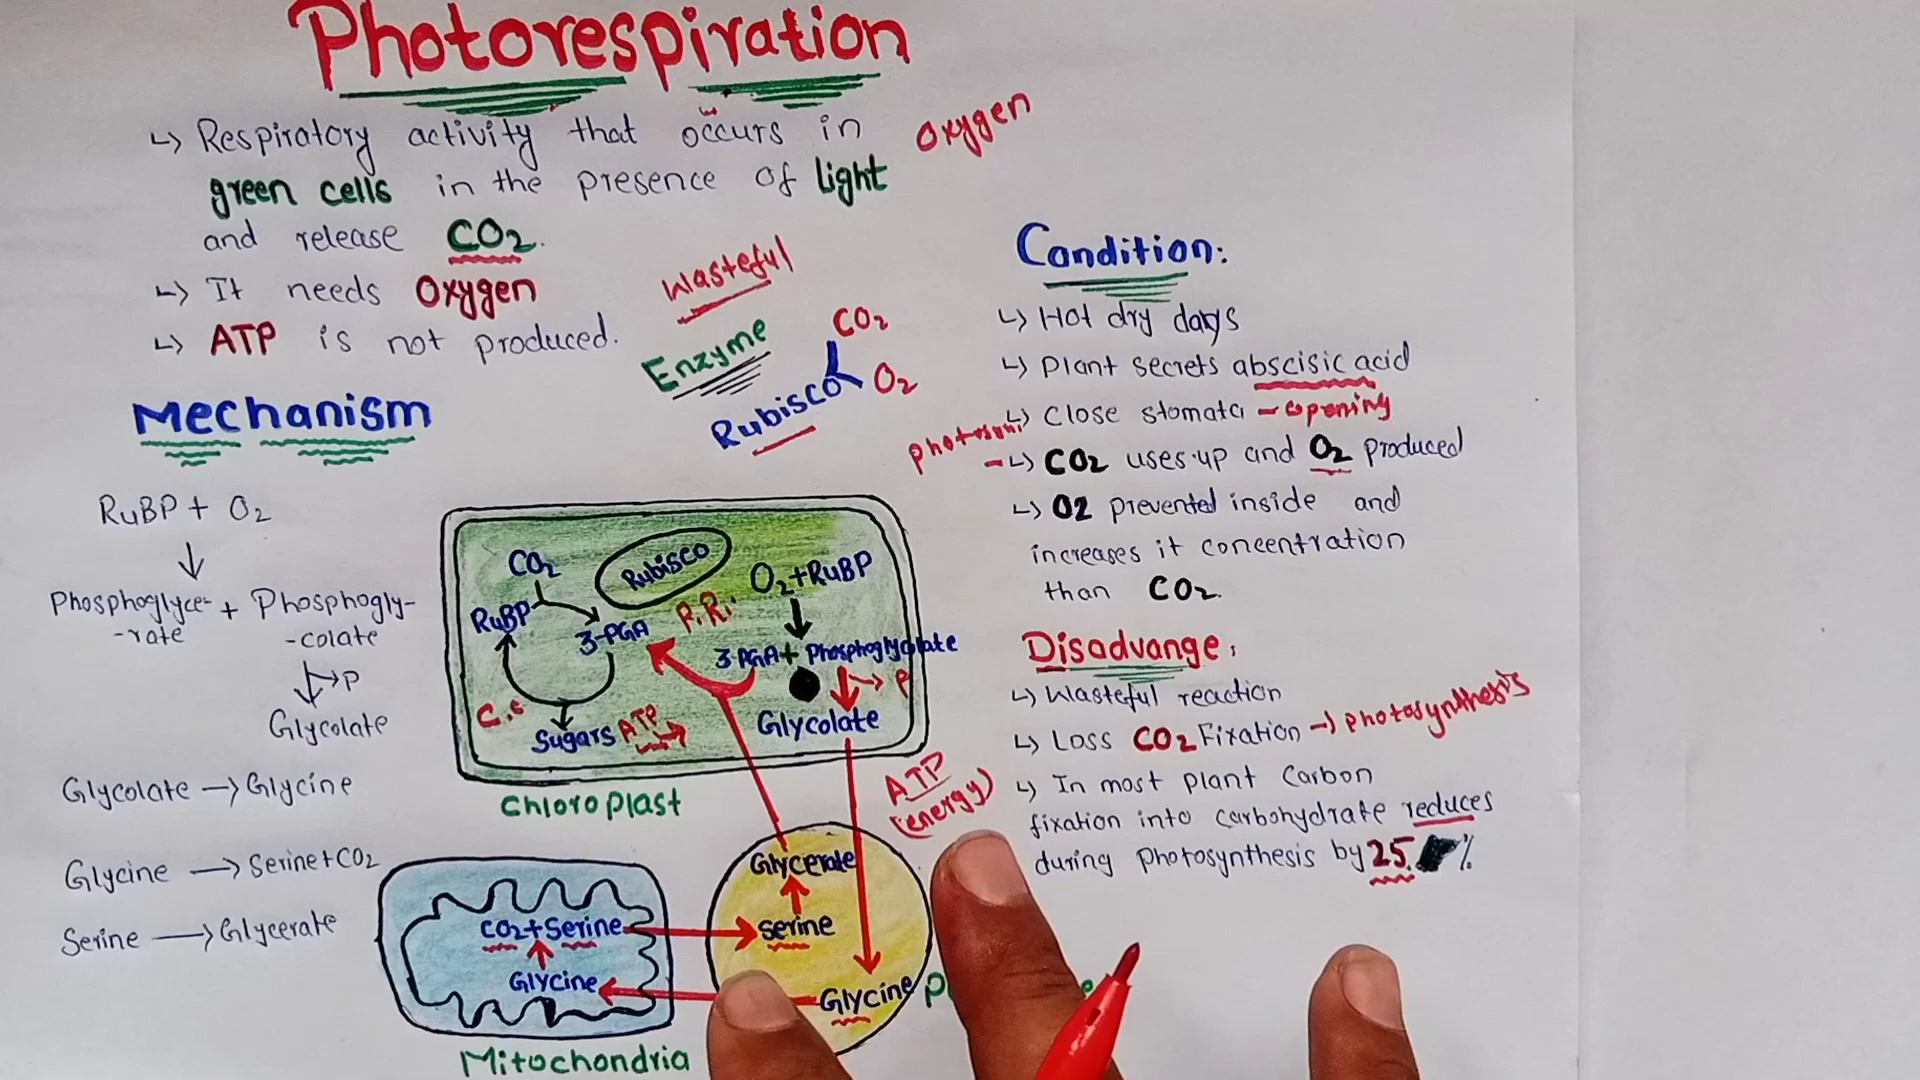 Photorespiration
↳ Respiratory activity that occurs in
oxygen
green cells in the presence of light
and release CO2.
↳ It needs Oxygen
↳ ATP is not produced.
Wasteful
Enzyme
Rubisco
CO2
O2
Mechanism
RuBP + O2
↓
Phosphoglyce- + Phosphogly-
-rate -colate
→P
Glycolate
Glycolate → Glycine
Glycine → Serine+CO2
Serine → Glycerate
CO2
Rubisco
O2+RuBP
RuBP
3-PGA
P.R.
3-PGA+ Phosphoglycolate
→ P
C.C
Sugars
ATP
Glycolate
Chloroplast
ATP
(energy)
Glycerate
CO2+Serine
Serine
Glycine
Glycine
Mitochondria
Condition:
↳ Hot dry days
↳ Plant secrets abscisic acid
↳ Close stomata - opening
↳ CO2 uses up and O2 produced
↳ O2 prevented inside and
increases it concentration
than CO2.
Disadvange:
↳ Wasteful reaction
↳ Loss CO2 Fixation → photosynthesis
↳ In most plant Carbon
fixation into carbohydrate reduces
during photosynthesis by 25 %